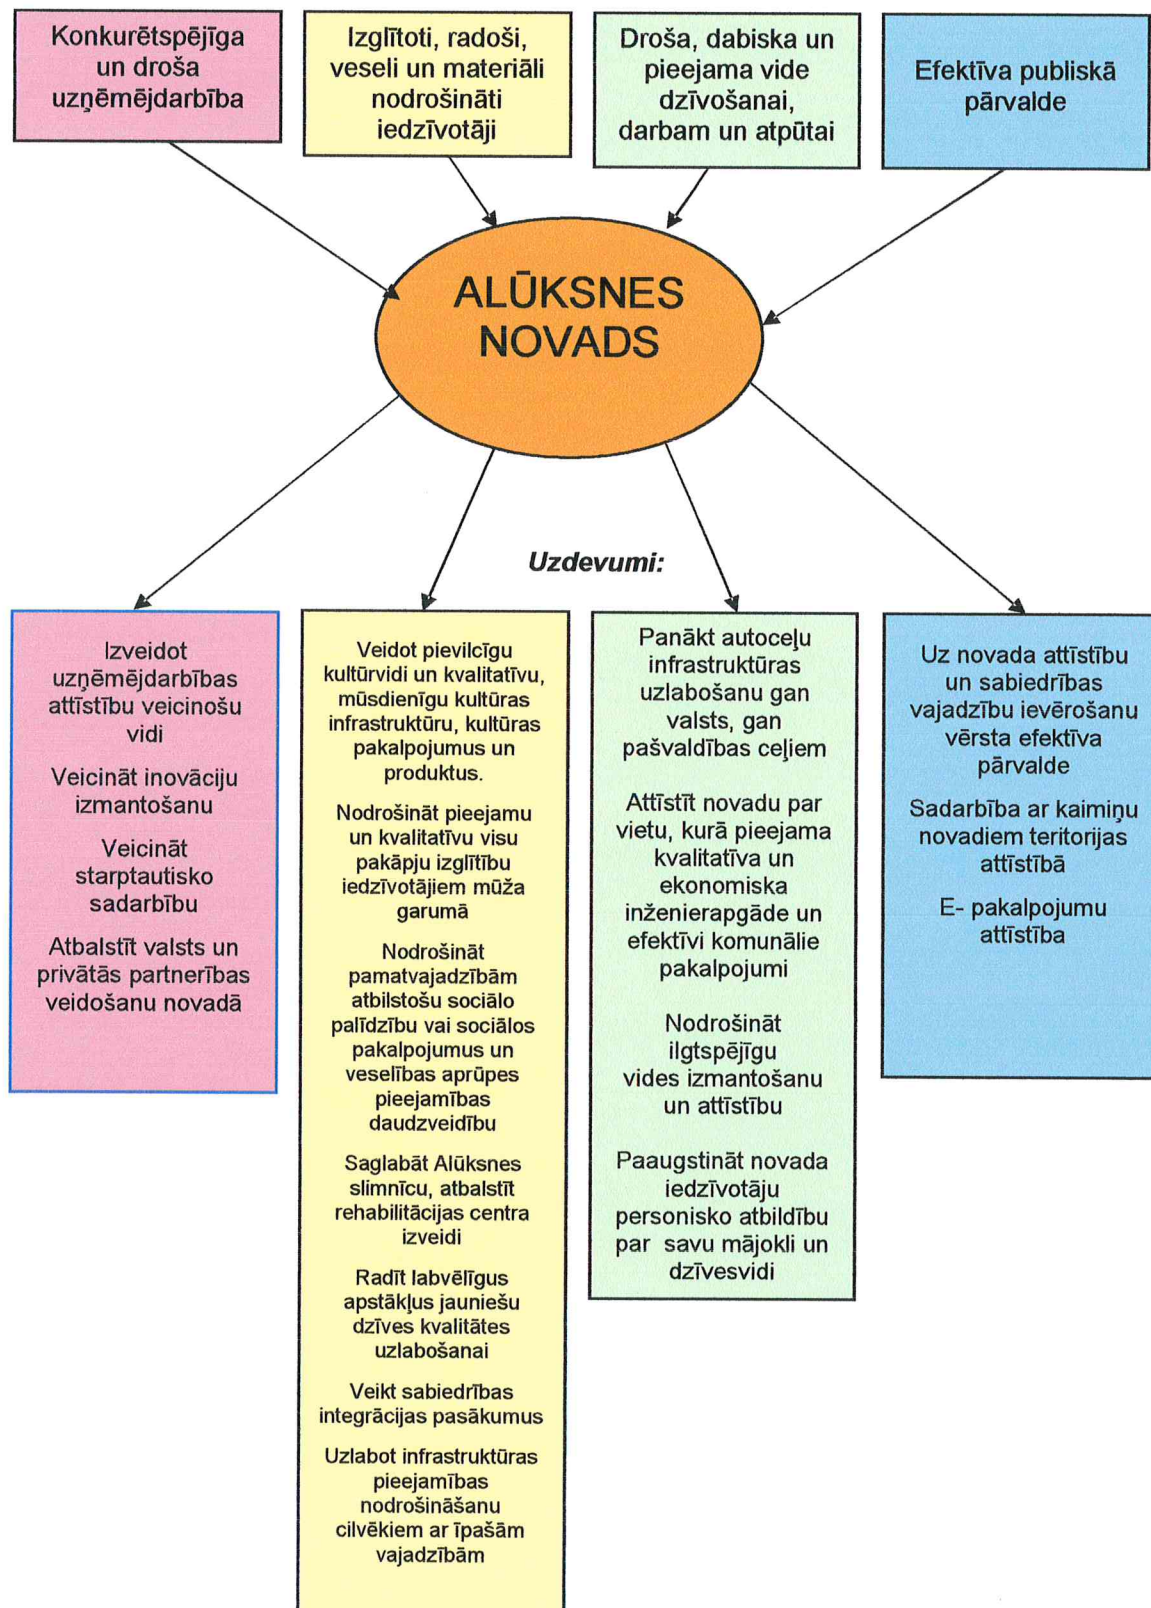 Konkurētspējīga
un droša
uzņēmējdarbība
Izglītoti, radoši,
veseli un materiāli
nodrošināti
iedzīvotāji
Droša, dabiska un
pieejama vide
dzīvošanai,
darbam un atpūtai
Efektīva publiskā
pārvalde
ALŪKSNES
NOVADS
Uzdevumi:
Izveidot
uzņēmējdarbības
attīstību veicinošu
vidi
Veicināt inovāciju
izmantošanu
Veicināt
starptautisko
sadarbību
Atbalstīt valsts un
privātās partnerības
veidošanu novadā
Veidot pievilcīgu
kultūrvidi un kvalitatīvu,
mūsdienīgu kultūras
infrastruktūru, kultūras
pakalpojumus un
produktus.
Nodrošināt pieejamu
un kvalitatīvu visu
pakāpju izglītību
iedzīvotājiem mūža
garumā
Nodrošināt
pamatvajadzībām
atbilstošu sociālo
palīdzību vai sociālos
pakalpojumus un
veselības aprūpes
pieejamības
daudzveidību
Saglabāt Alūksnes
slimnīcu, atbalstīt
rehabilitācijas centra
izveidi
Radīt labvēlīgus
apstākļus jauniešu
dzīves kvalitātes
uzlabošanai
Veikt sabiedrības
integrācijas pasākumus
Uzlabot infrastruktūras
pieejamības
nodrošināšanu
cilvēkiem ar īpašām
vajadzībām
Panākt autoceļu
infrastruktūras
uzlabošanu gan
valsts, gan
pašvaldības ceļiem
Attīstīt novadu par
vietu, kurā pieejama
kvalitatīva un
ekonomiska
inženierapgāde un
efektīvi komunālie
pakalpojumi
Nodrošināt
ilgtspējīgu
vides izmantošanu
un attīstību
Paaugstināt novada
iedzīvotāju
personisko atbildību
par savu mājokli un
dzīvesvidi
Uz novada attīstību
un sabiedrības
vajadzību ievērošanu
vērsta efektīva
pārvalde
Sadarbība ar kaimiņu
novadiem teritorijas
attīstībā
E- pakalpojumu
attīstība